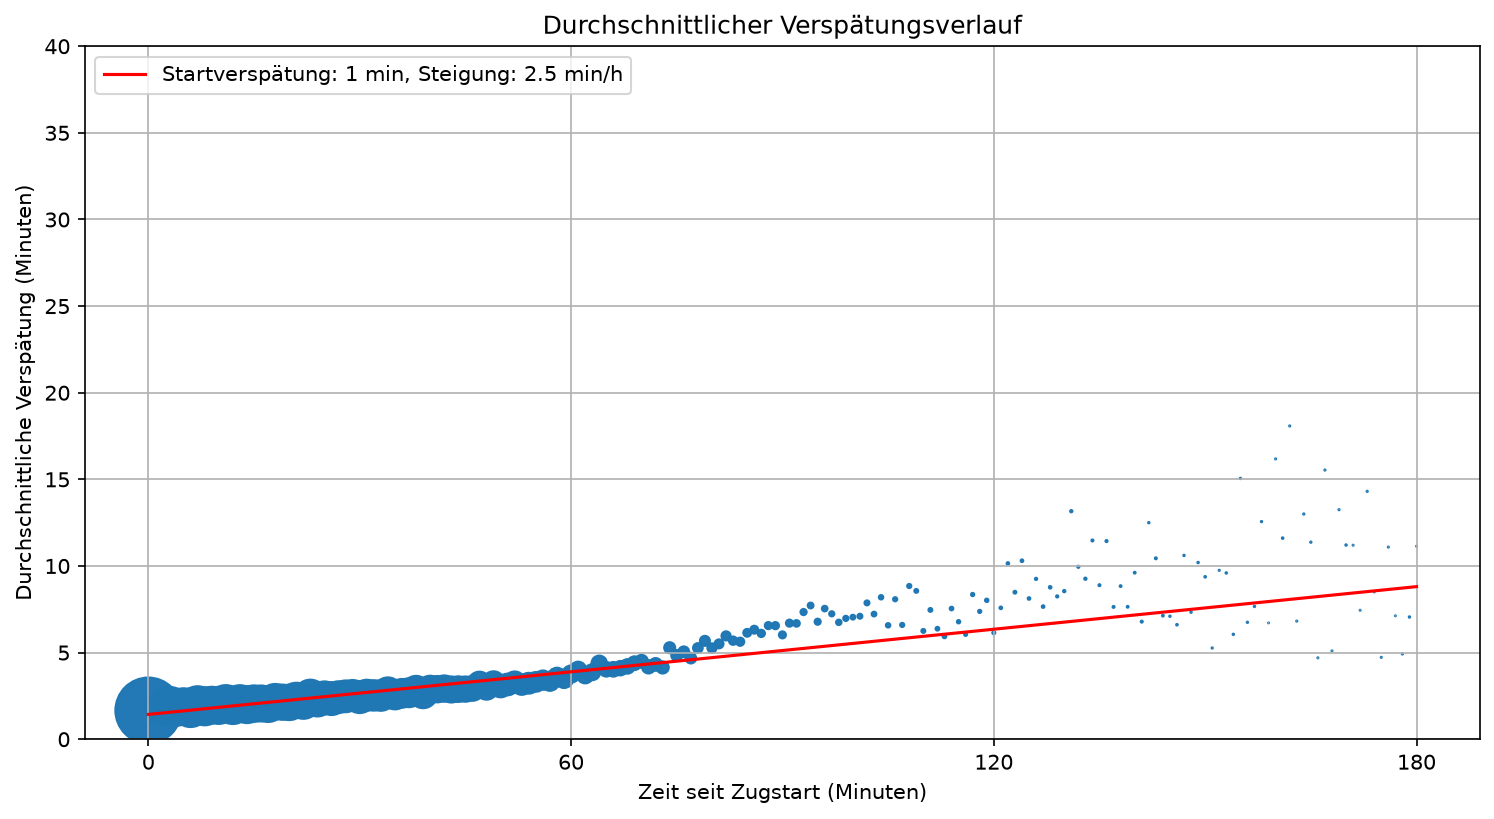 Durchschnittlicher Verspätungsverlauf
Startverspätung: 1 min, Steigung: 2.5 min/h
Durchschnittliche Verspätung (Minuten)
40
35
30
25
20
15
10
5
0
0 60 120 180
Zeit seit Zugstart (Minuten)